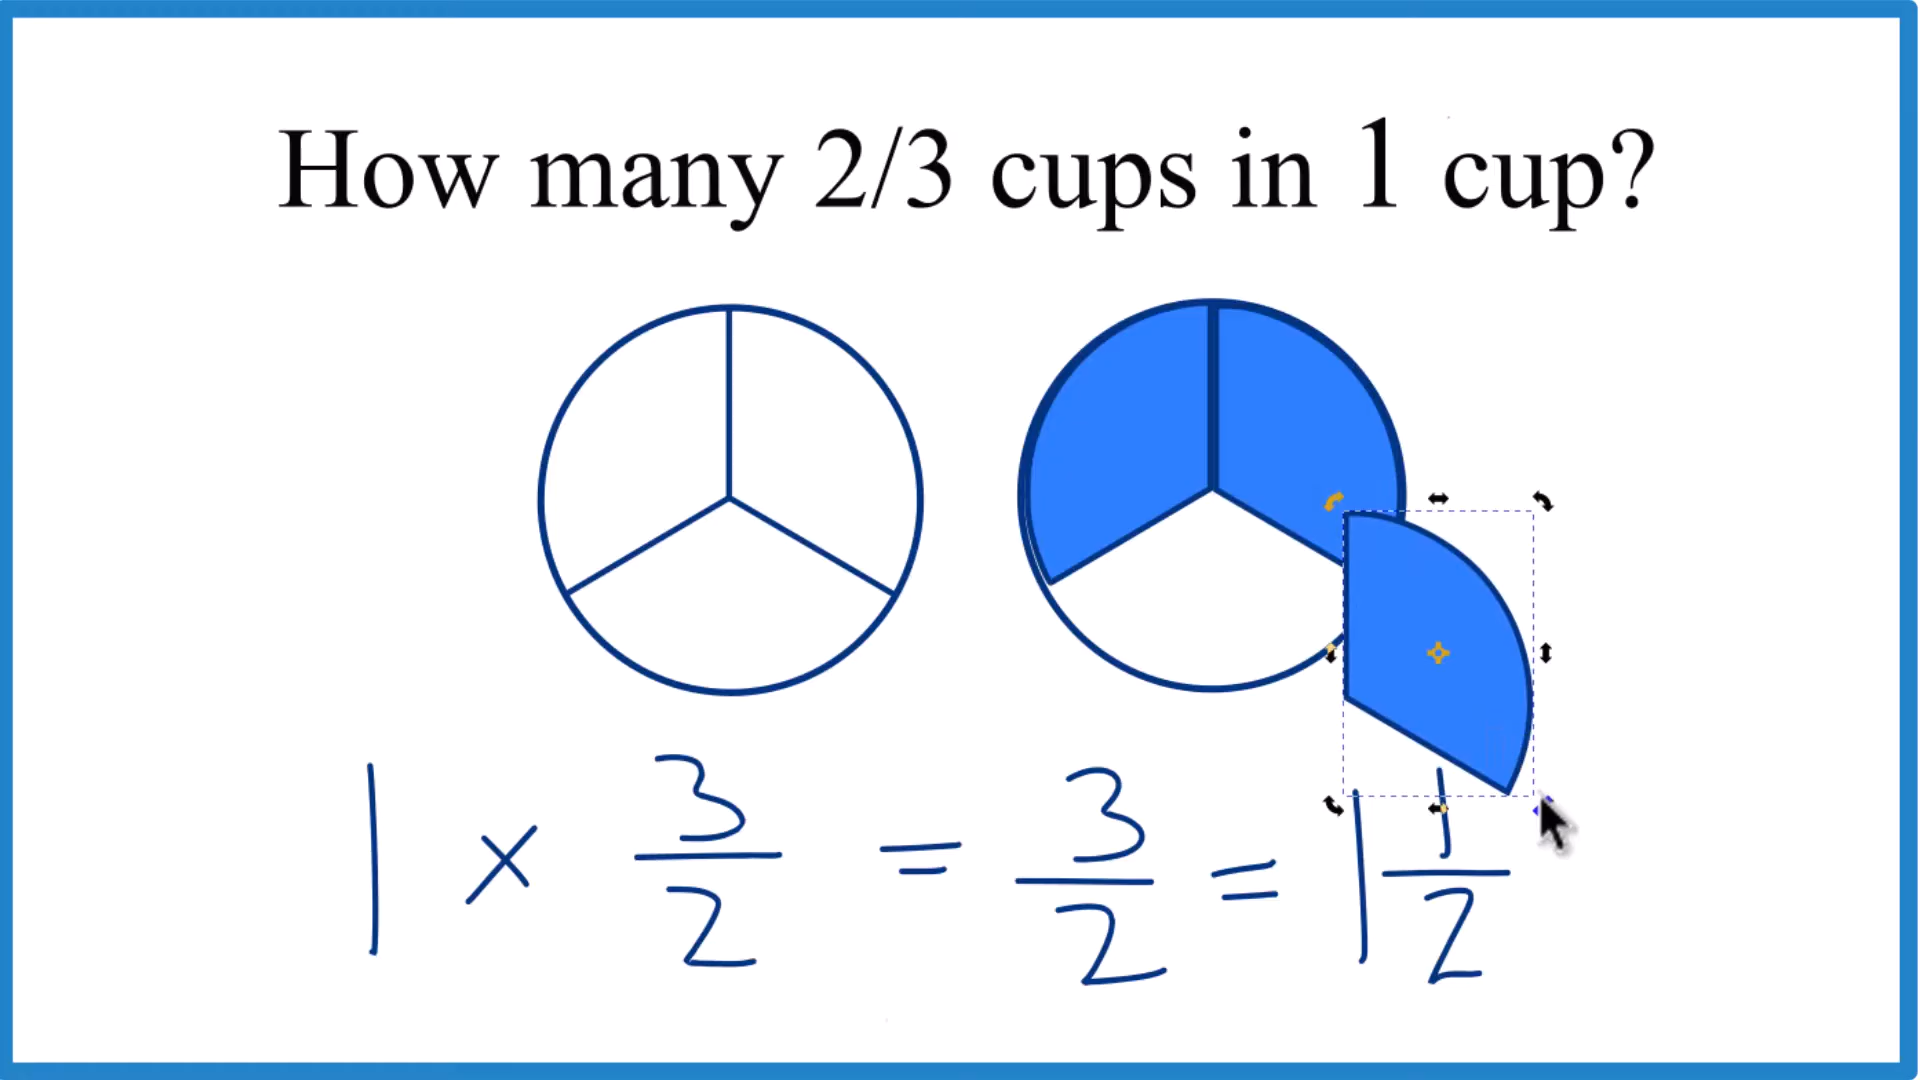 How many 2/3 cups in 1 cup?
1 × 3/2 = 3/2 = 1 1/2